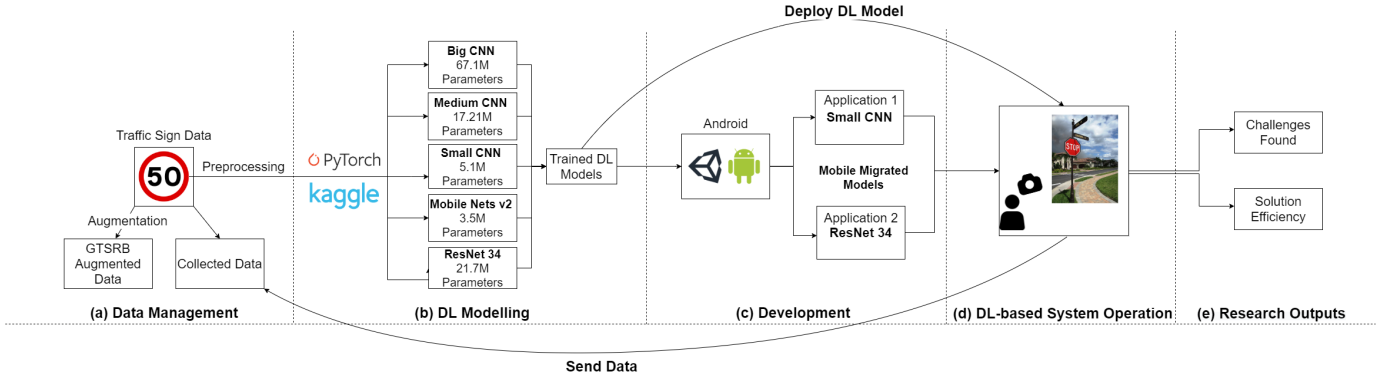 Deploy DL Model
Traffic Sign Data
50
Preprocessing
Augmentation
GTSRB
Augmented
Data
Collected Data
(a) Data Management
PyTorch
kaggle
Big CNN
67.1M
Parameters
Medium CNN
17.21M
Parameters
Small CNN
5.1M
Parameters
Mobile Nets v2
3.5M
Parameters
ResNet 34
21.7M
Parameters
Trained DL
Models
(b) DL Modelling
Android
Application 1
Small CNN
Mobile Migrated
Models
Application 2
ResNet 34
(c) Development
STOP
(d) DL-based System Operation
Challenges
Found
Solution
Efficiency
(e) Research Outputs
Send Data